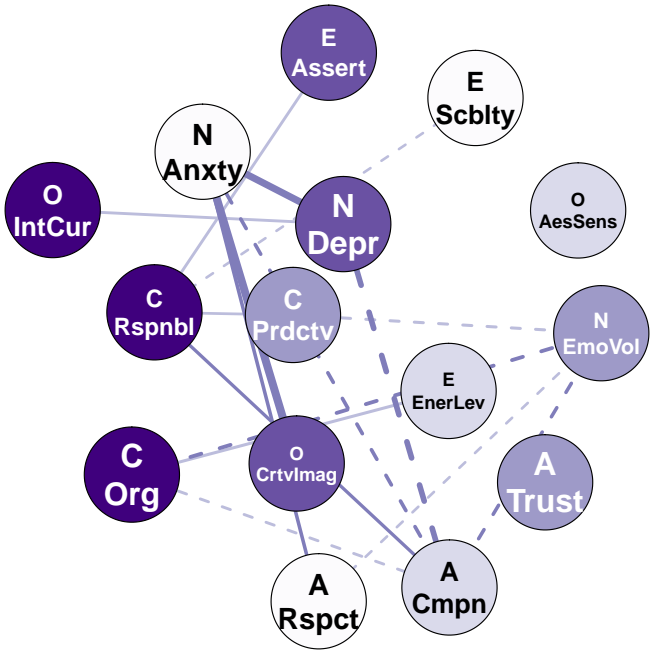 E
Assert
E
Scblty
N
Anxty
O
IntCur
N
Depr
O
AesSens
C
Rspnbl
C
Prdctv
N
EmoVol
E
EnerLev
C
Org
O
CrtvImag
A
Trust
A
Rspct
A
Cmpn